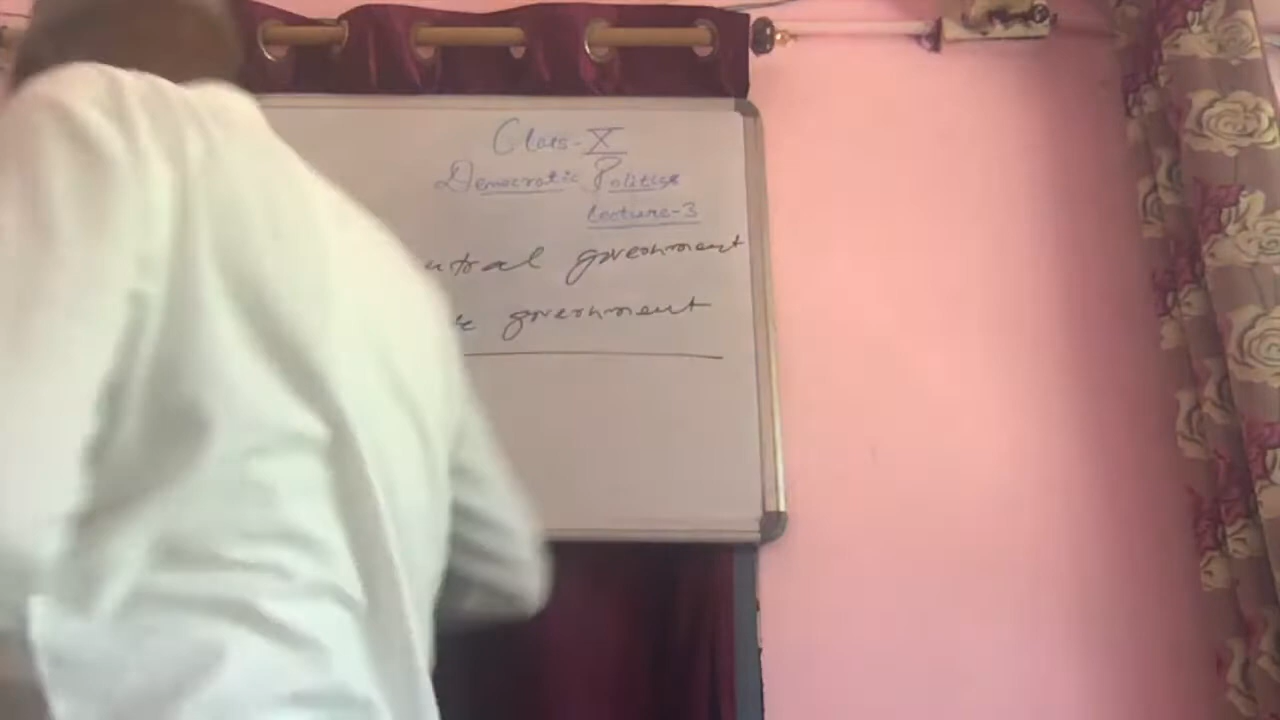 Class-X
Democratic Politics
Lecture-3
government
government